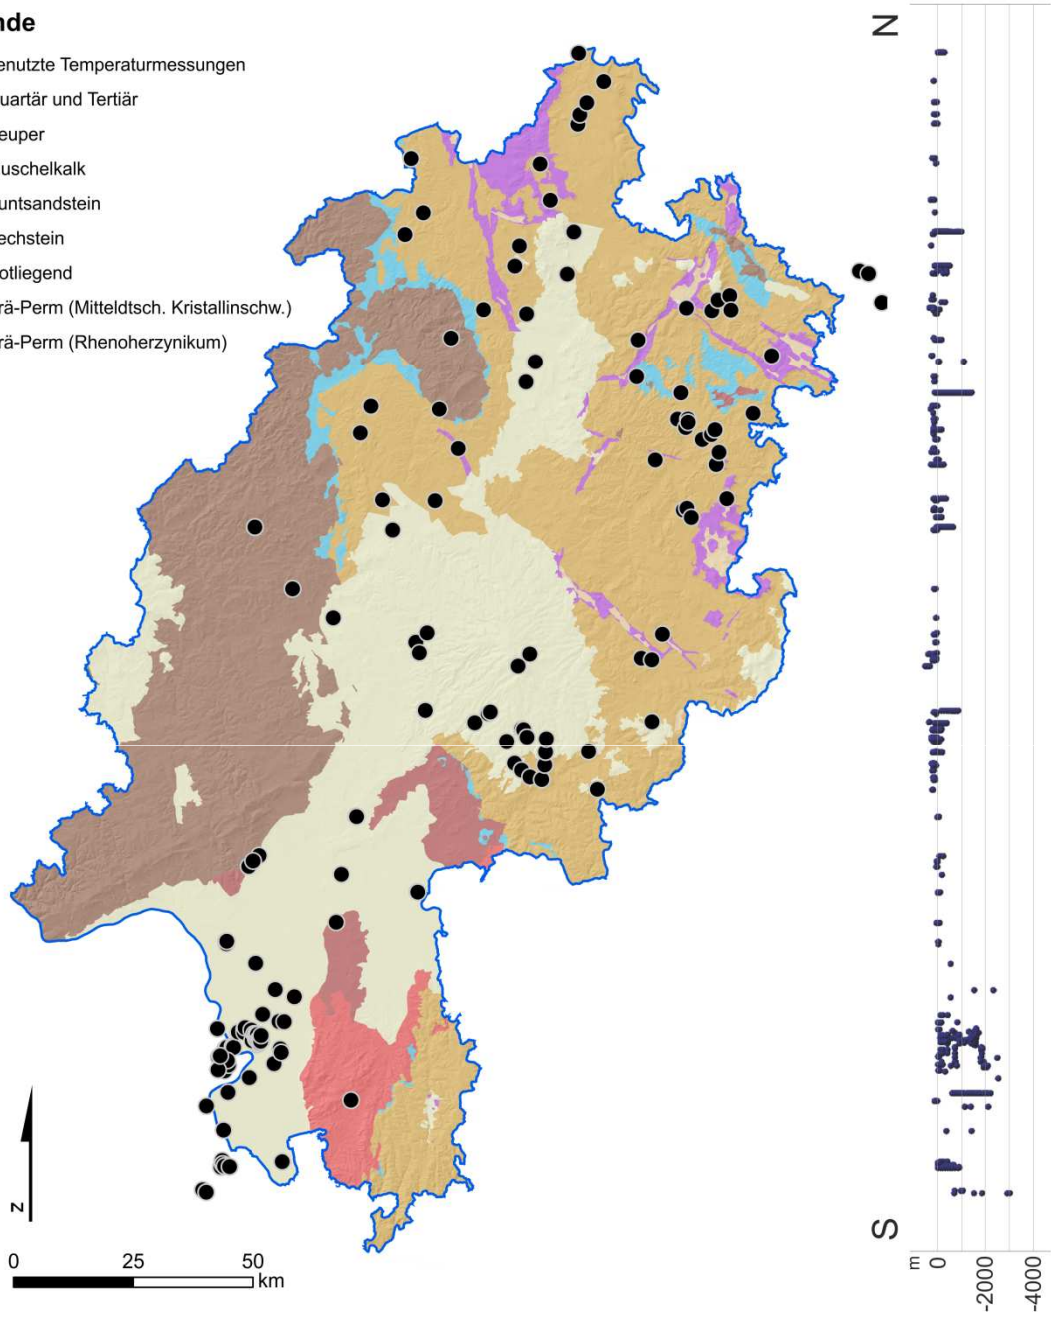 nde
enutzte Temperaturmessungen
uartär und Tertiär
euper
uschelkalk
untsandstein
echstein
otliegend
rä-Perm (Mitteldtsch. Kristallinschw.)
rä-Perm (Rhenoherzynikum)
N
S
N
0 25 50
km
m 0 -2000 -4000